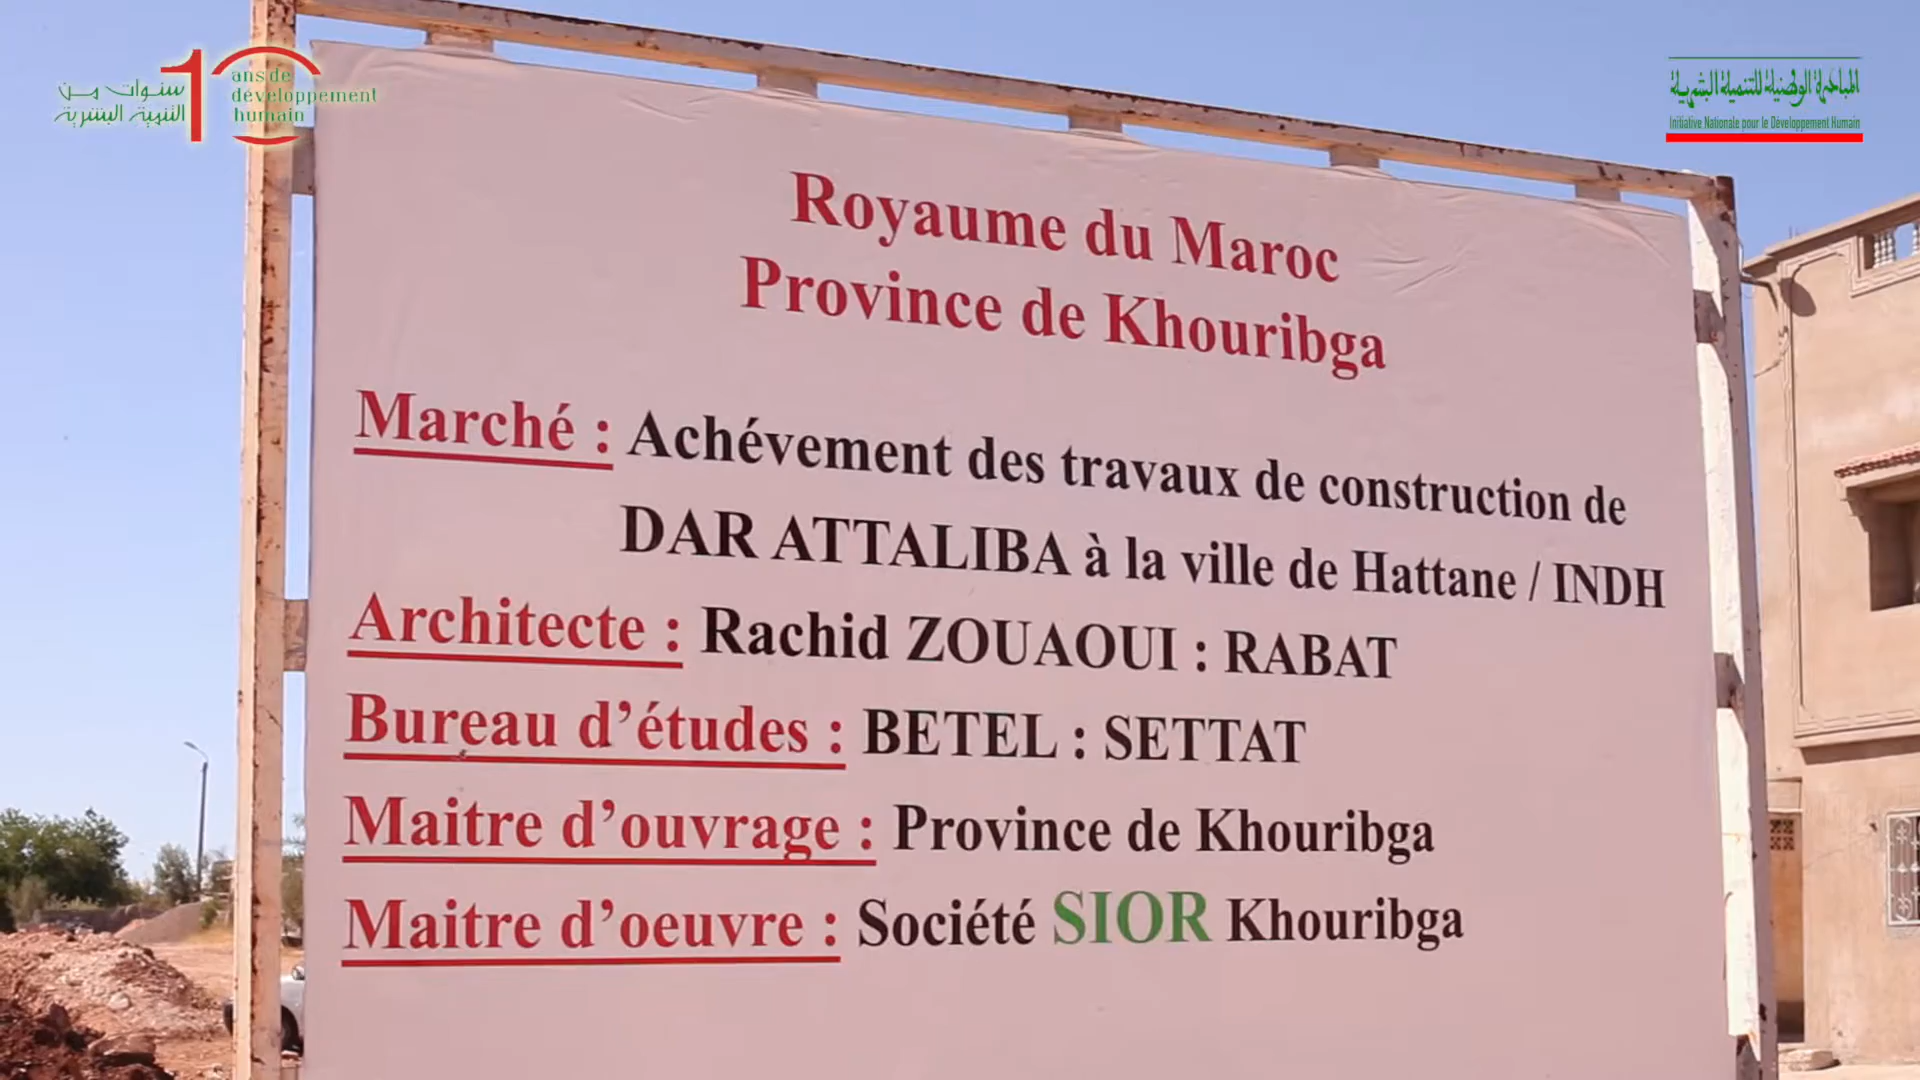 سنوات من
التنمية البشرية
10
ans de
développement
humain
المبادرة الوطنية للتنمية البشرية
Initiative Nationale pour le Développement Humain
Royaume du Maroc
Province de Khouribga
Marché : Achévement des travaux de construction de
DAR ATTALIBA à la ville de Hattane / INDH
Architecte : Rachid ZOUAOUI : RABAT
Bureau d’études : BETEL : SETTAT
Maitre d’ouvrage : Province de Khouribga
Maitre d’oeuvre : Société SIOR Khouribga